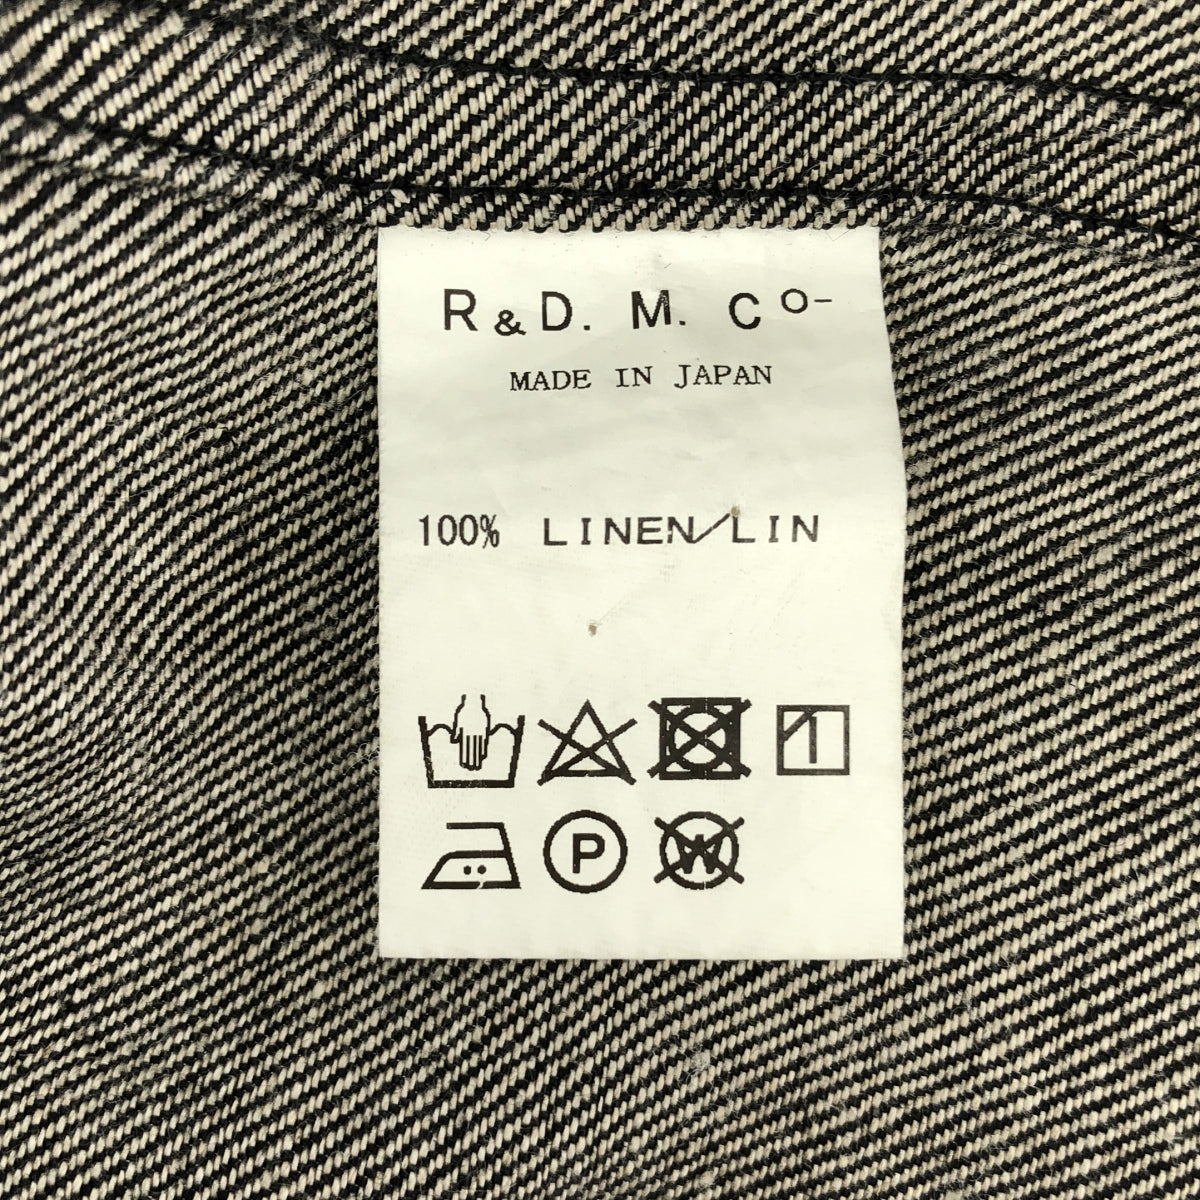 R&D. M. Co-
MADE IN JAPAN
100% LINEN/LIN
P
W